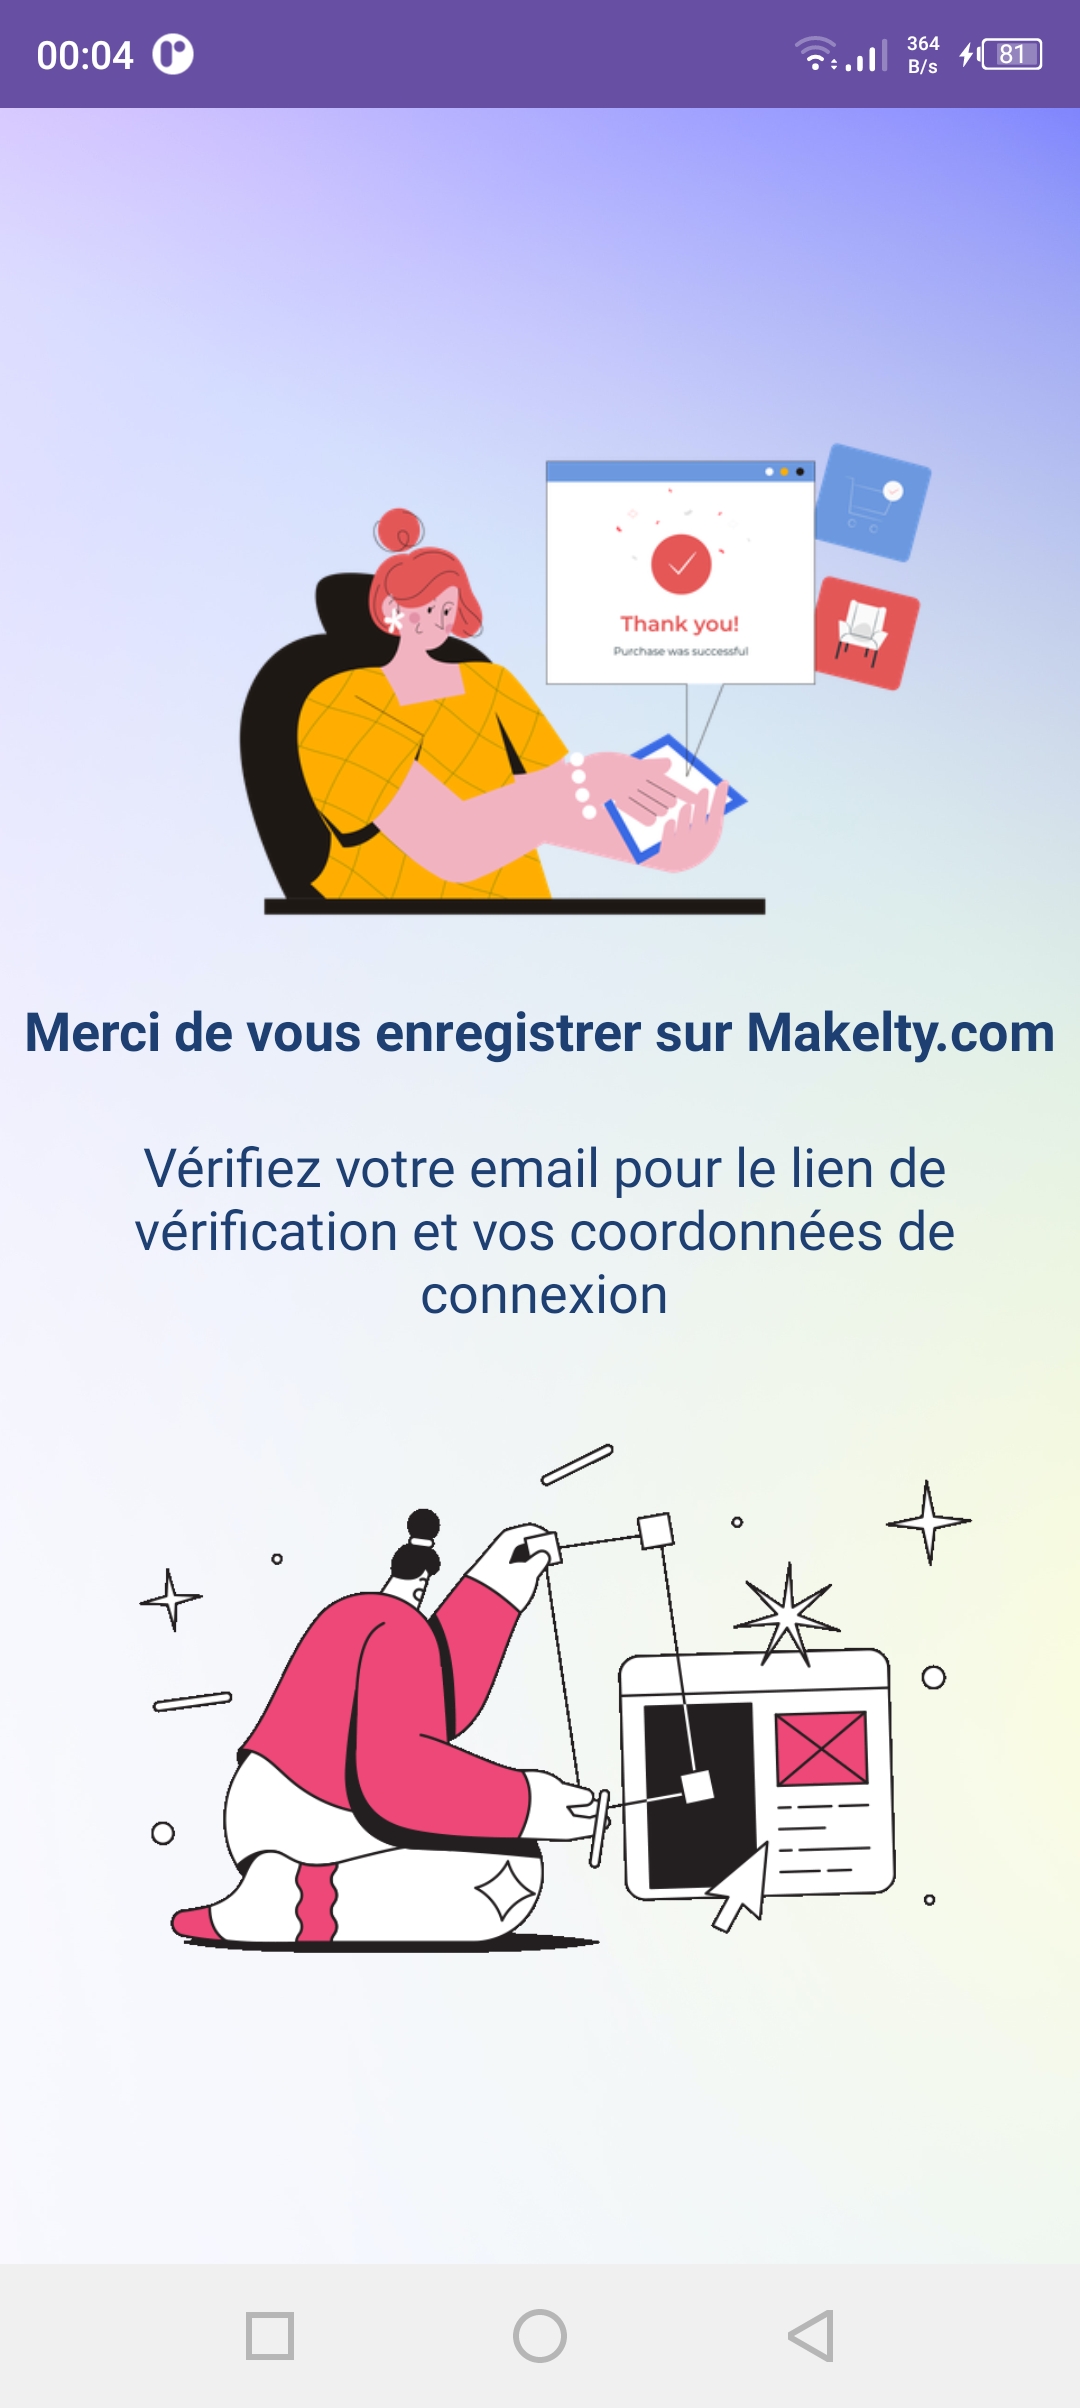 00:04
364
B/s
81
Thank you!
Purchase was successful
Merci de vous enregistrer sur Makelty.com
Vérifiez votre email pour le lien de
vérification et vos coordonnées de
connexion